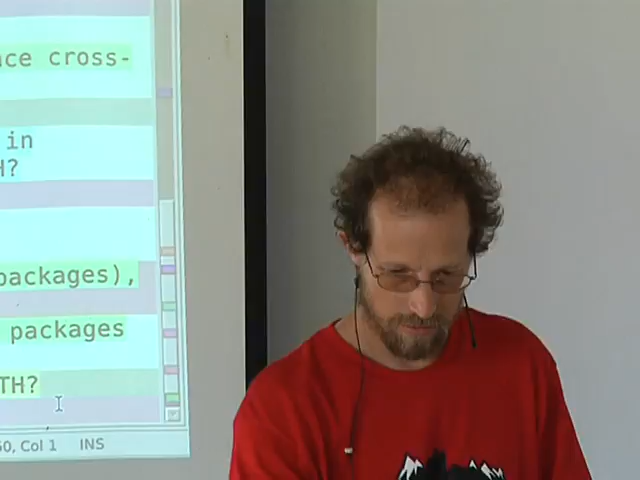 ace cross-
in
H?
packages),
packages
TH?
60, Col 1 INS